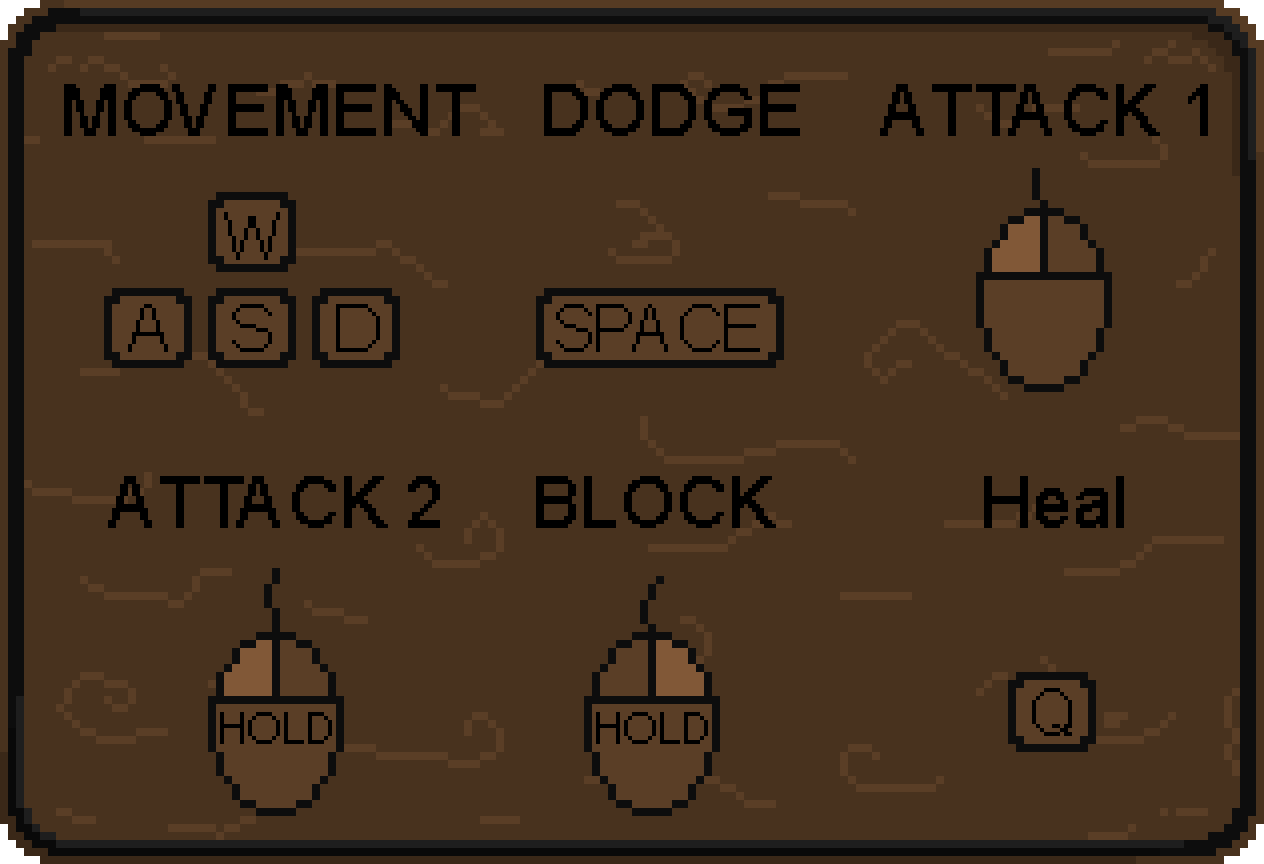 MOVEMENT DODGE ATTACK 1
W
A S D SPACE
ATTACK 2 BLOCK Heal
HOLD HOLD Q